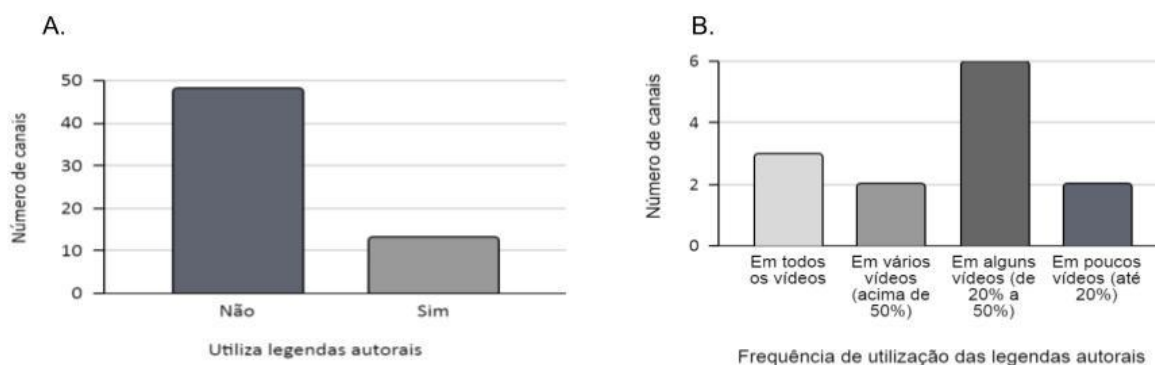 A.
Número de canais
50
40
30
20
10
0
Não
Sim
Utiliza legendas autorais
B.
Número de canais
6
4
2
0
Em todos
os vídeos
Em vários
vídeos
(acima de
50%)
Em alguns
vídeos (de
20% a
50%)
Em poucos
vídeos (até
20%)
Frequência de utilização das legendas autorais